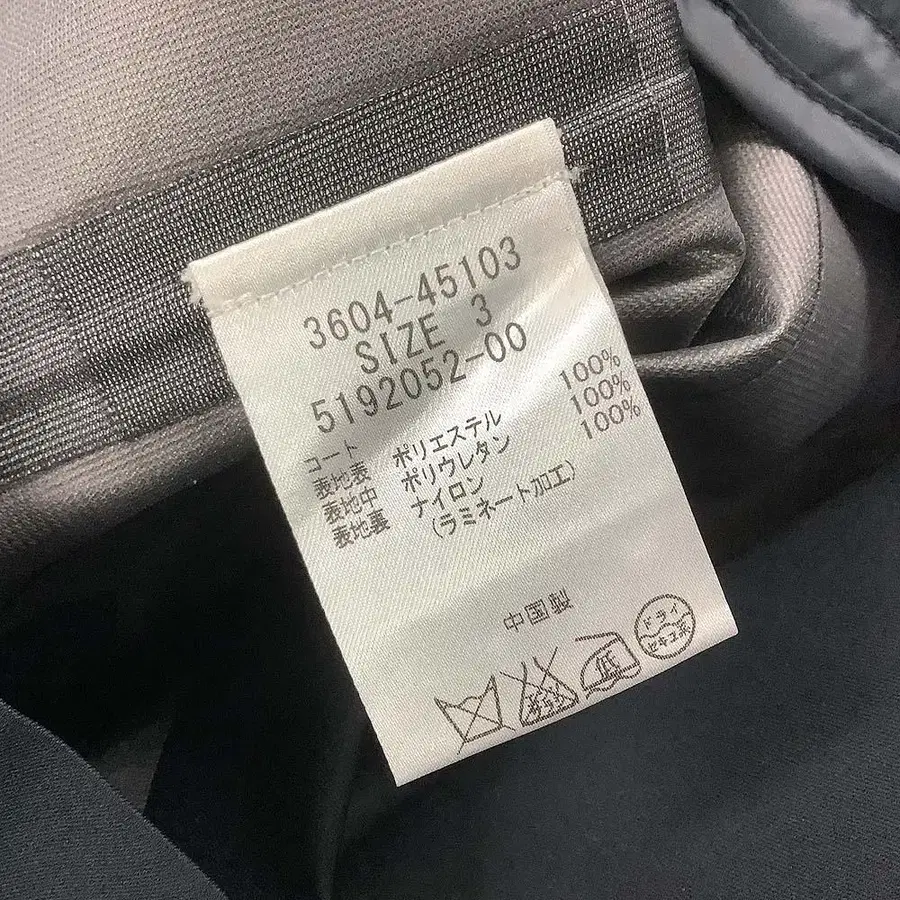 3604-45103
SIZE 3
5192052-00
コート
表地表 ポリエステル 100%
表地中 ポリウレタン 100%
表地裏 ナイロン 100%
(ラミネート加工)
中国製
低
ドライ
セキユ系